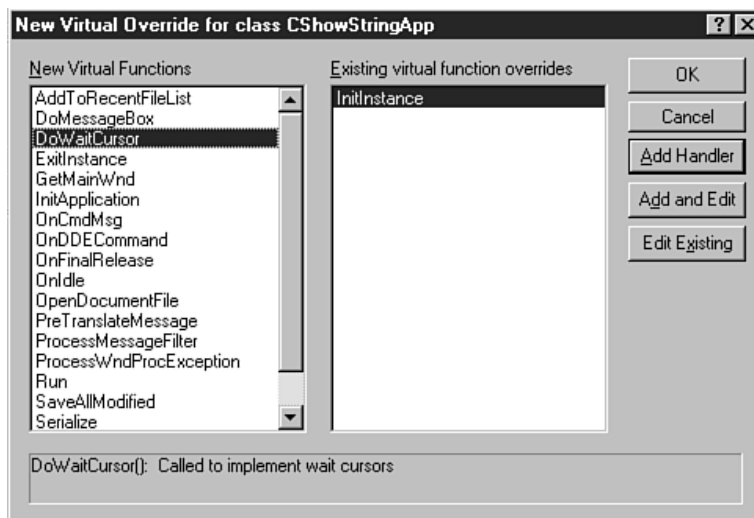 New Virtual Override for class CShowStringApp
New Virtual Functions
AddToRecentFileList
DoMessageBox
DoWaitCursor
ExitInstance
GetMainWnd
InitApplication
OnCmdMsg
OnDDECommand
OnFinalRelease
OnIdle
OpenDocumentFile
PreTranslateMessage
ProcessMessageFilter
ProcessWndProcException
Run
SaveAllModified
Serialize
Existing virtual function overrides
InitInstance
OK
Cancel
Add Handler
Add and Edit
Edit Existing
DoWaitCursor(): Called to implement wait cursors